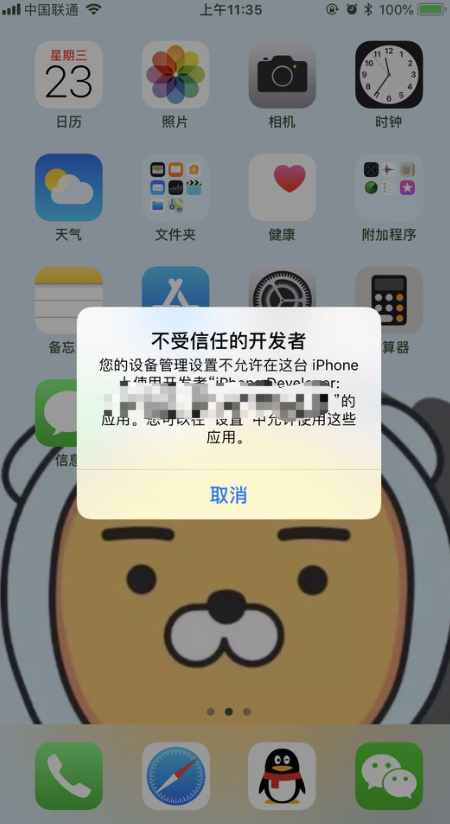 中国联通 上午11:35 100%
星期三
23
日历 照片 相机 时钟
天气 文件夹 健康 附加程序
备忘 算器
信息
不受信任的开发者
您的设备管理设置不允许在这台 iPhone
上使用开发者“iPhone Developer:
”的
应用。您可以在“设置”中允许使用这些
应用。
取消